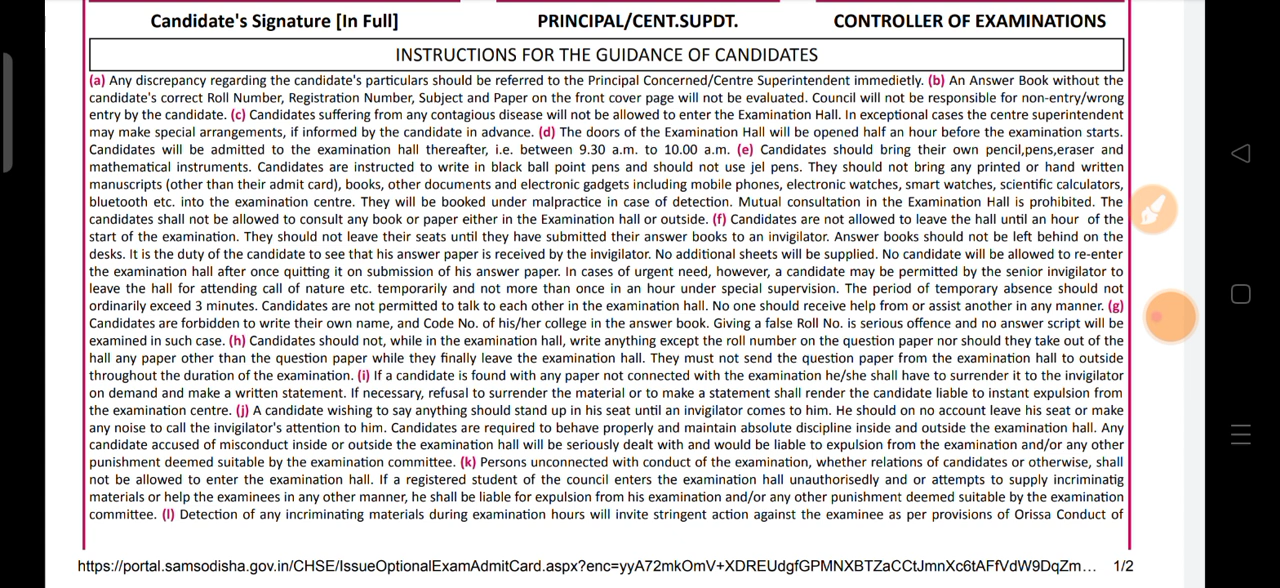 Candidate's Signature [In Full] PRINCIPAL/CENT.SUPDT. CONTROLLER OF EXAMINATIONS
INSTRUCTIONS FOR THE GUIDANCE OF CANDIDATES
(a) Any discrepancy regarding the candidate's particulars should be referred to the Principal Concerned/Centre Superintendent immedietly. (b) An Answer Book without the
candidate's correct Roll Number, Registration Number, Subject and Paper on the front cover page will not be evaluated. Council will not be responsible for non-entry/wrong
entry by the candidate. (c) Candidates suffering from any contagious disease will not be allowed to enter the Examination Hall. In exceptional cases the centre superintendent
may make special arrangements, if informed by the candidate in advance. (d) The doors of the Examination Hall will be opened half an hour before the examination starts.
Candidates will be admitted to the examination hall thereafter, i.e. between 9.30 a.m. to 10.00 a.m. (e) Candidates should bring their own pencil,pens,eraser and
mathematical instruments. Candidates are instructed to write in black ball point pens and should not use jel pens. They should not bring any printed or hand written
manuscripts (other than their admit card), books, other documents and electronic gadgets including mobile phones, electronic watches, smart watches, scientific calculators,
bluetooth etc. into the examination centre. They will be booked under malpractice in case of detection. Mutual consultation in the Examination Hall is prohibited. The
candidates shall not be allowed to consult any book or paper either in the Examination hall or outside. (f) Candidates are not allowed to leave the hall until an hour of the
start of the examination. They should not leave their seats until they have submitted their answer books to an invigilator. Answer books should not be left behind on the
desks. It is the duty of the candidate to see that his answer paper is received by the invigilator. No additional sheets will be supplied. No candidate will be allowed to re-enter
the examination hall after once quitting it on submission of his answer paper. In cases of urgent need, however, a candidate may be permitted by the senior invigilator to
leave the hall for attending call of nature etc. temporarily and not more than once in an hour under special supervision. The period of temporary absence should not
ordinarily exceed 3 minutes. Candidates are not permitted to talk to each other in the examination hall. No one should receive help from or assist another in any manner. (g)
Candidates are forbidden to write their own name, and Code No. of his/her college in the answer book. Giving a false Roll No. is serious offence and no answer script will be
examined in such case. (h) Candidates should not, while in the examination hall, write anything except the roll number on the question paper nor should they take out of the
hall any paper other than the question paper while they finally leave the examination hall. They must not send the question paper from the examination hall to outside
throughout the duration of the examination. (i) If a candidate is found with any paper not connected with the examination he/she shall have to surrender it to the invigilator
on demand and make a written statement. If necessary, refusal to surrender the material or to make a statement shall render the candidate liable to instant expulsion from
the examination centre. (j) A candidate wishing to say anything should stand up in his seat until an invigilator comes to him. He should on no account leave his seat or make
any noise to call the invigilator's attention to him. Candidates are required to behave properly and maintain absolute discipline inside and outside the examination hall. Any
candidate accused of misconduct inside or outside the examination hall will be seriously dealt with and would be liable to expulsion from the examination and/or any other
punishment deemed suitable by the examination committee. (k) Persons unconnected with conduct of the examination, whether relations of candidates or otherwise, shall
not be allowed to enter the examination hall. If a registered student of the council enters the examination hall unauthorisedly and or attempts to supply incriminatig
materials or help the examinees in any other manner, he shall be liable for expulsion from his examination and/or any other punishment deemed suitable by the examination
committee. (l) Detection of any incriminating materials during examination hours will invite stringent action against the examinee as per provisions of Orissa Conduct of
https://portal.samsodisha.gov.in/CHSE/IssueOptionalExamAdmitCard.aspx?enc=yyA72mkOmV+XDREUdgfGPMNXBTZaCCtJmnXc6tAFfVdW9DqZm... 1/2